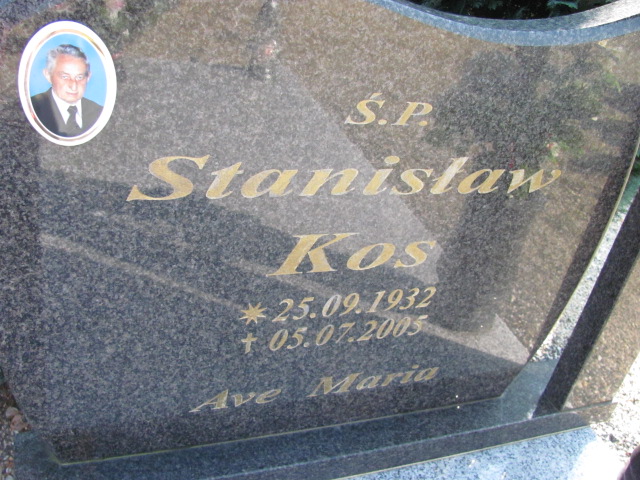 Ś.P.
Stanisław
Kos
✷ 25.09.1932
† 05.07.2005
Ave Maria